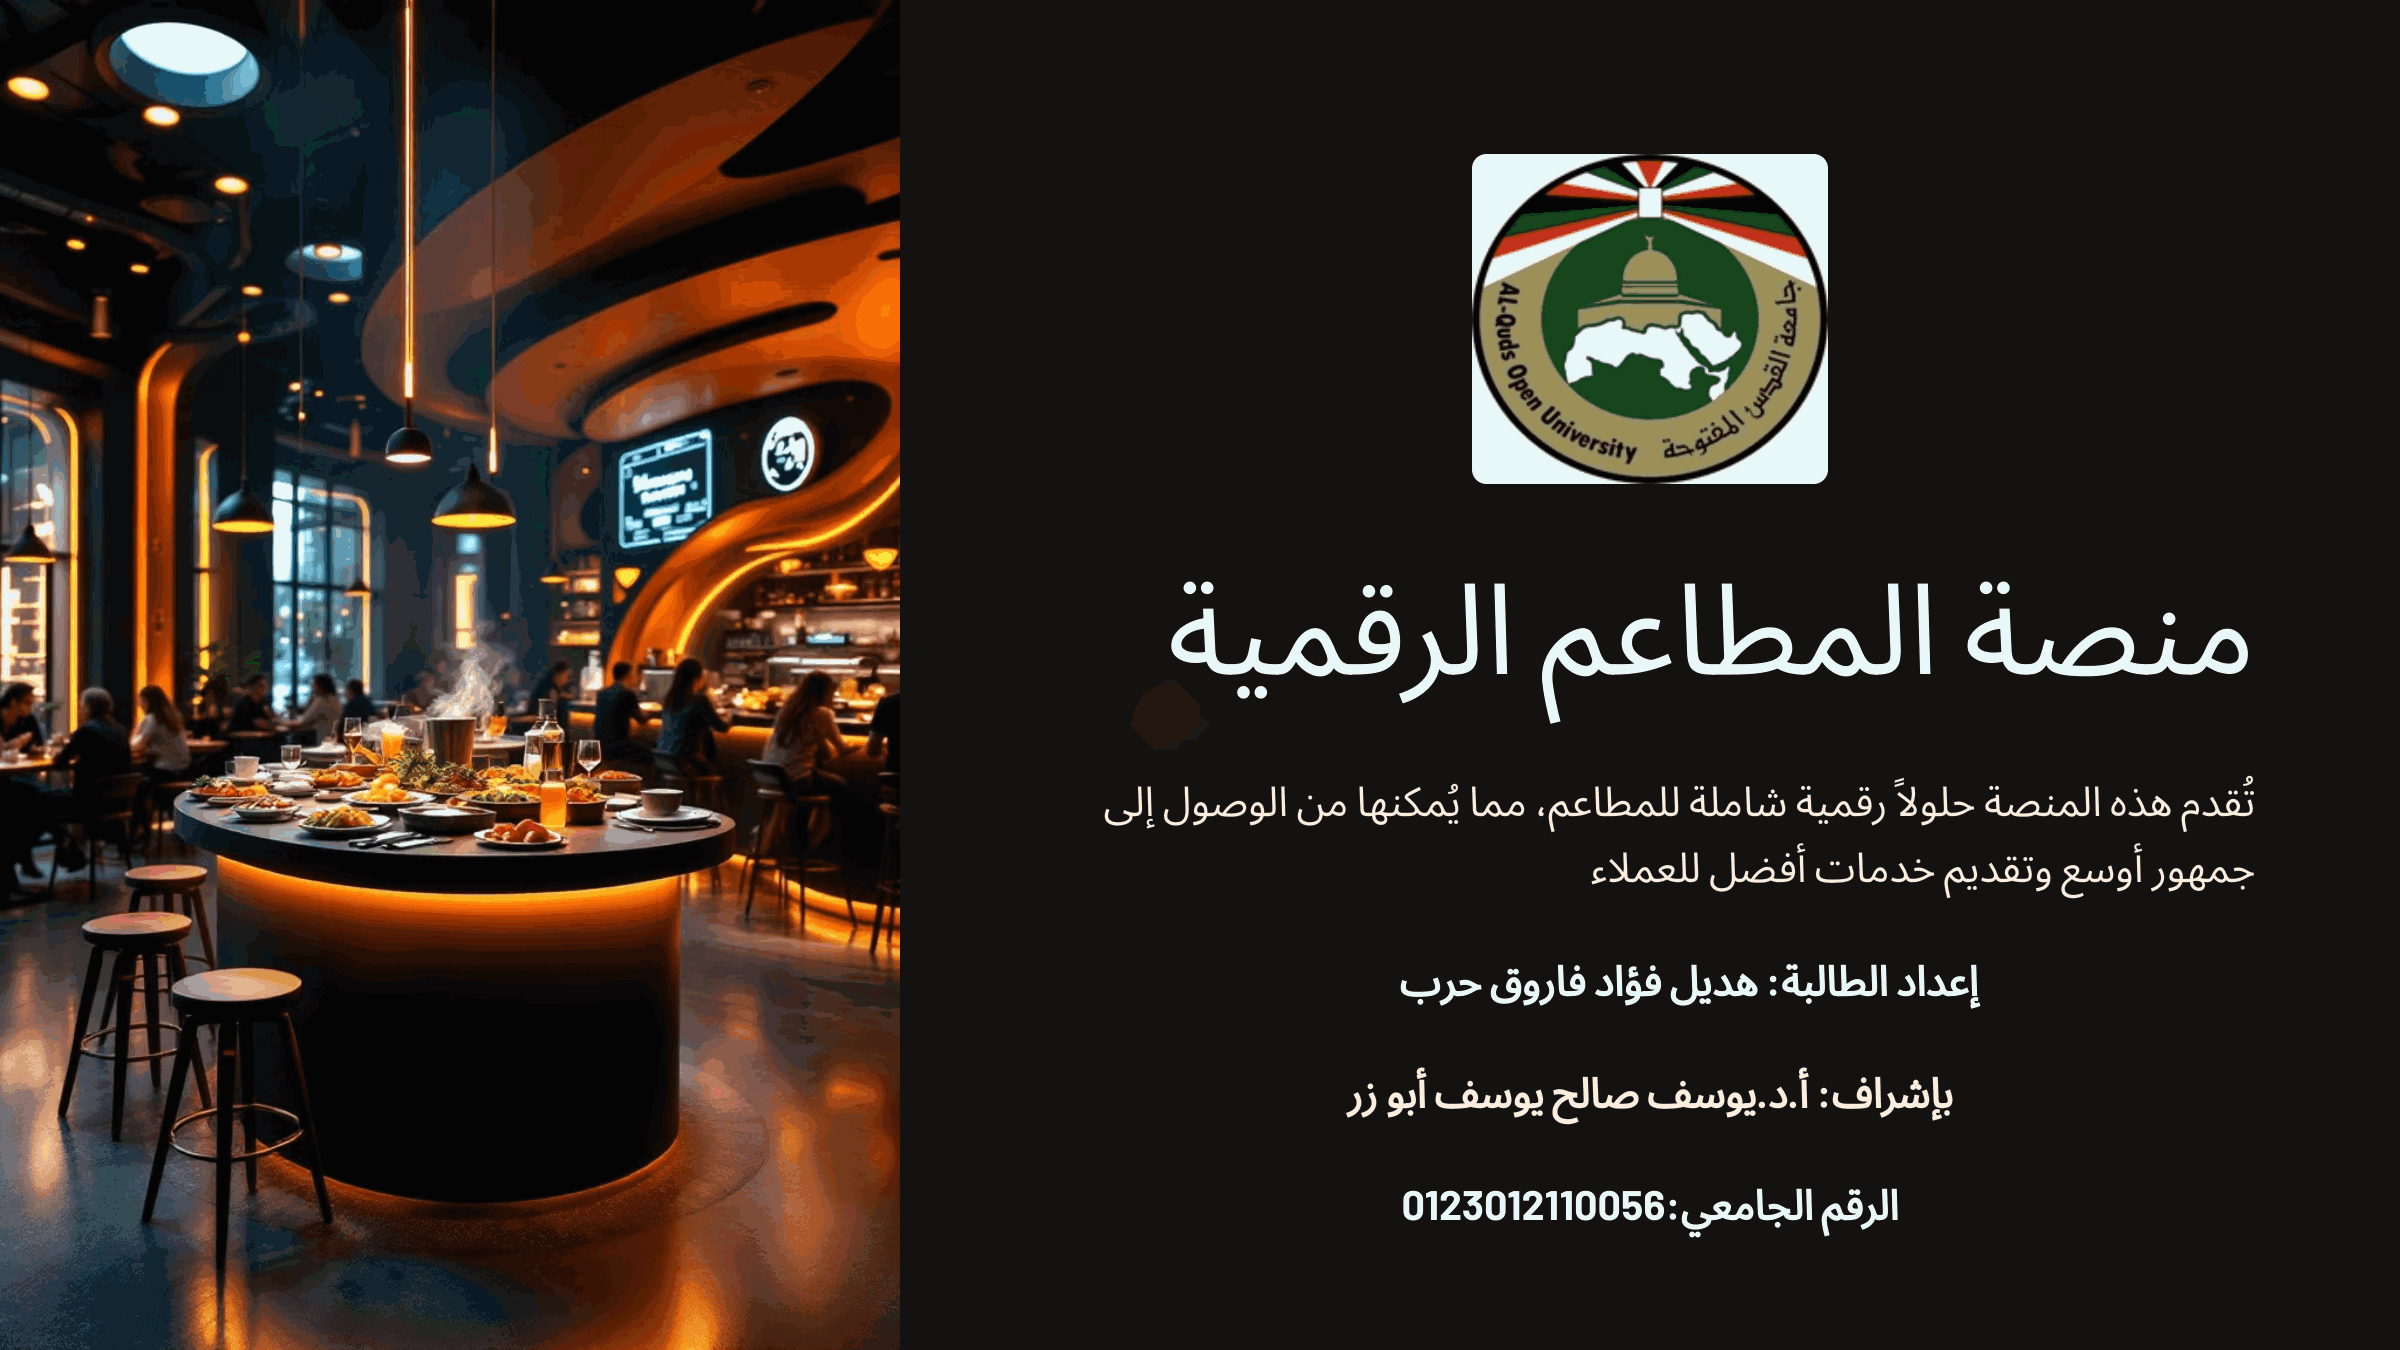 AL-Quds Open University
جامعة القدس المفتوحة
منصة المطاعم الرقمية
تُقدم هذه المنصة حلولاً رقمية شاملة للمطاعم، مما يُمكنها من الوصول إلى
جمهور أوسع وتقديم خدمات أفضل للعملاء
إعداد الطالبة: هديل فؤاد فاروق حرب
بإشراف: أ.د.يوسف صالح يوسف أبو زر
الرقم الجامعي:0123012110056